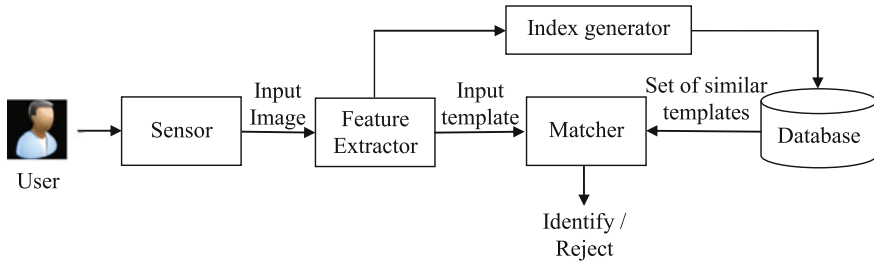 Index generator
Input
Image
Input
template
Set of similar
templates
Sensor
Feature
Extractor
Matcher
Database
User
Identify /
Reject